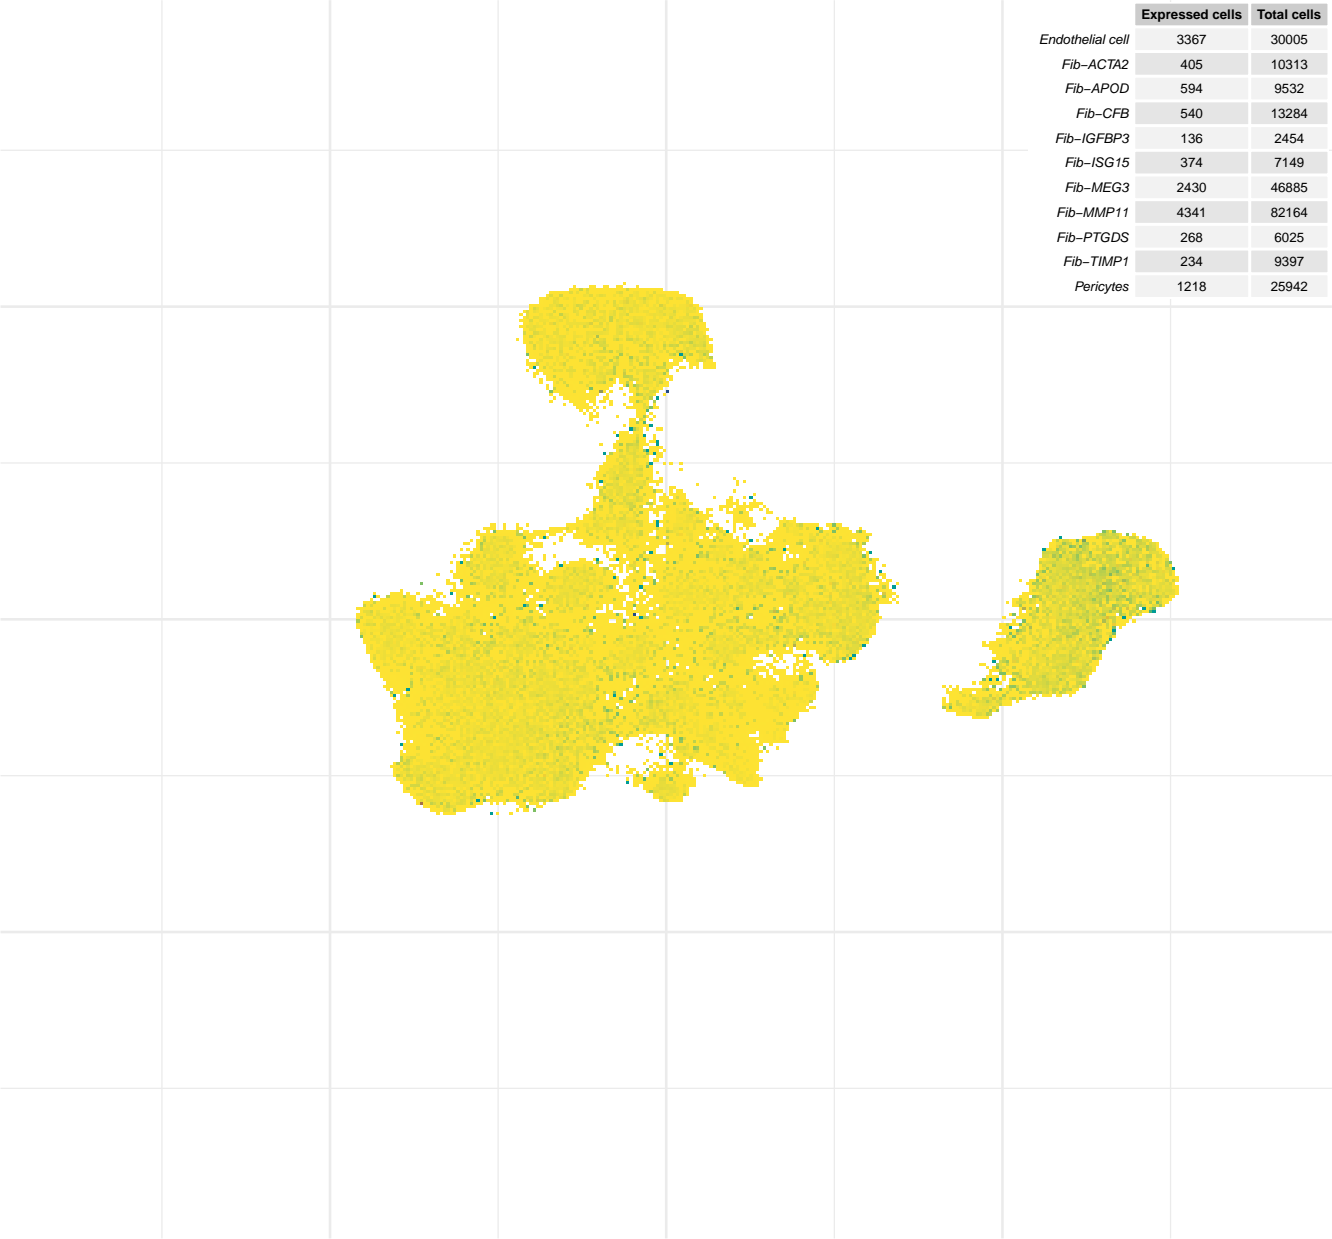 Expressed cells Total cells
Endothelial cell 3367 30005
Fib−ACTA2 405 10313
Fib−APOD 594 9532
Fib−CFB 540 13284
Fib−IGFBP3 136 2454
Fib−ISG15 374 7149
Fib−MEG3 2430 46885
Fib−MMP11 4341 82164
Fib−PTGDS 268 6025
Fib−TIMP1 234 9397
Pericytes 1218 25942